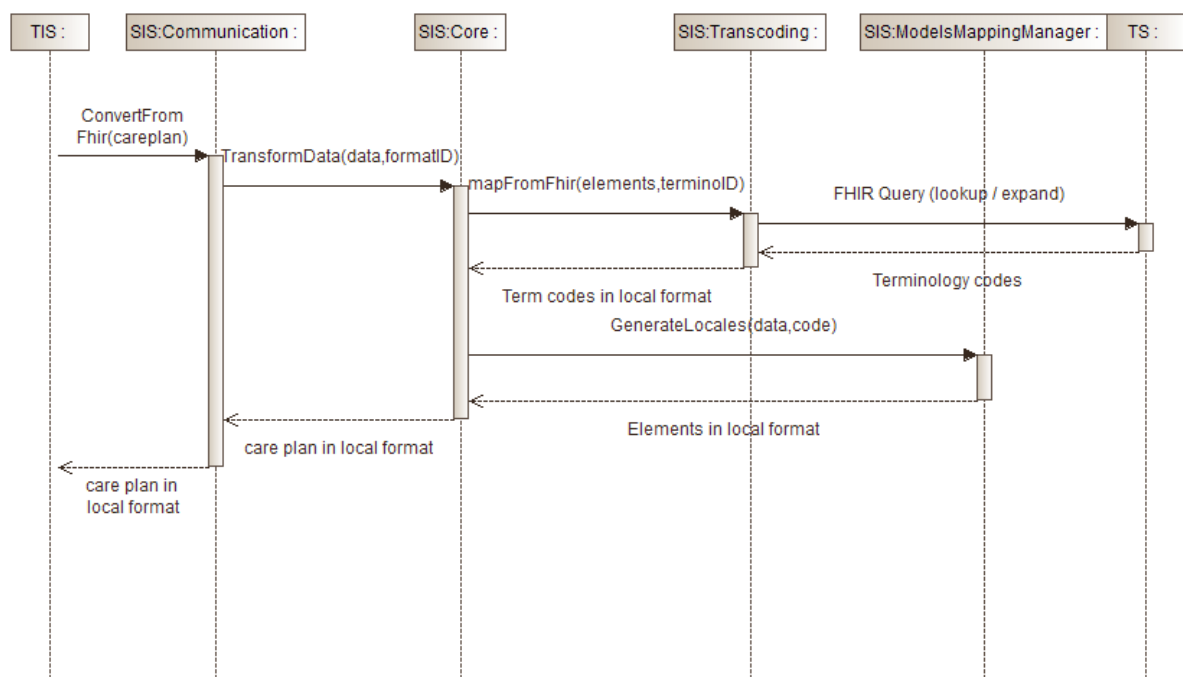 TIS :
SIS:Communication :
SIS:Core :
SIS:Transcoding :
SIS:ModelsMappingManager :
TS :
ConvertFrom
Fhir(careplan)
TransformData(data,formatID)
mapFromFhir(elements,terminoID)
FHIR Query (lookup / expand)
Terminology codes
Term codes in local format
GenerateLocales(data,code)
Elements in local format
care plan in local format
care plan in
local format